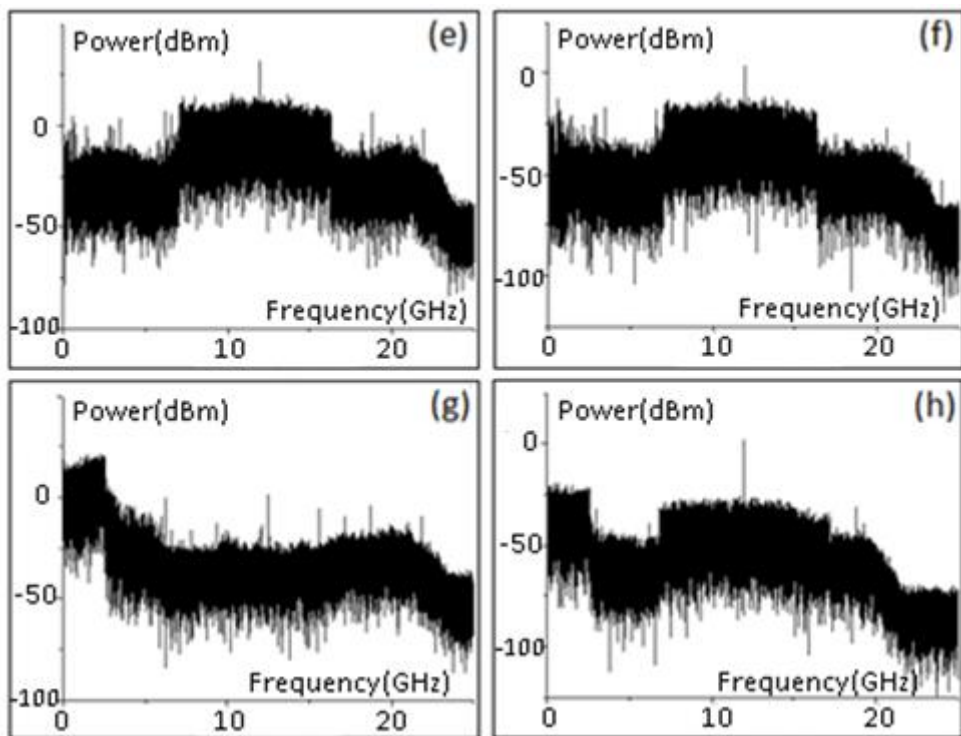 Power(dBm)
(e)
0
-50
-100
Frequency(GHz)
0
10
20
Power(dBm)
(f)
0
-50
-100
Frequency(GHz)
0
10
20
Power(dBm)
(g)
0
-50
-100
Frequency(GHz)
0
10
20
Power(dBm)
(h)
0
-50
-100
Frequency(GHz)
0
10
20